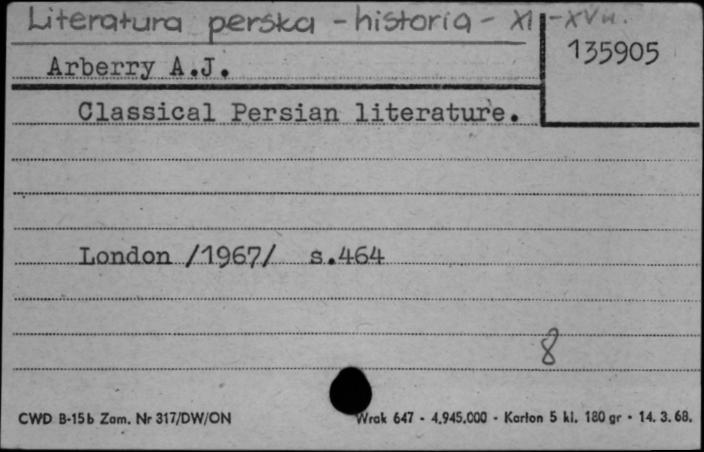 Literatura perska - historia - XI - XV w.
135905
Arberry A.J.
Classical Persian literature.
London /1967/ s.464
8
CWD B-15b Zam. Nr 317/DW/ON Wrak 647 - 4.945.000 - Karton 5 kl. 180 gr - 14. 3. 68.